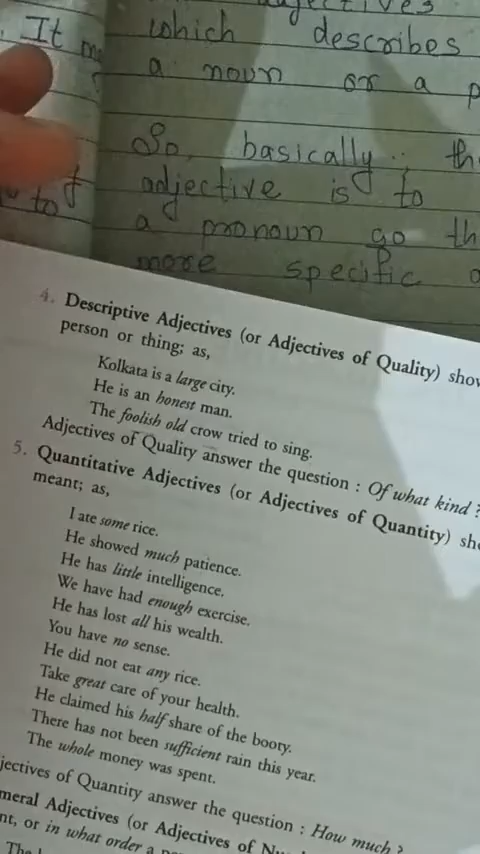 It
which describes
a noun or a
So, basically, the
adjective is to
to
a pronoun go
more specific
4. Descriptive Adjectives (or Adjectives of Quality)
person or thing; as,
Kolkata is a large city.
He is an honest man.
The foolish old crow tried to sing.
Adjectives of Quality answer the question : Of what kind ?
5. Quantitative Adjectives (or Adjectives of Quantity)
meant; as,
I ate some rice.
He showed much patience.
He has little intelligence.
We have had enough exercise.
He has lost all his wealth.
You have no sense.
He did not eat any rice.
Take great care of your health.
He claimed his half share of the booty.
There has not been sufficient rain this year.
The whole money was spent.
jectives of Quantity answer the question : How much ?
meral Adjectives (or Adjectives of
nt, or in what order a
The